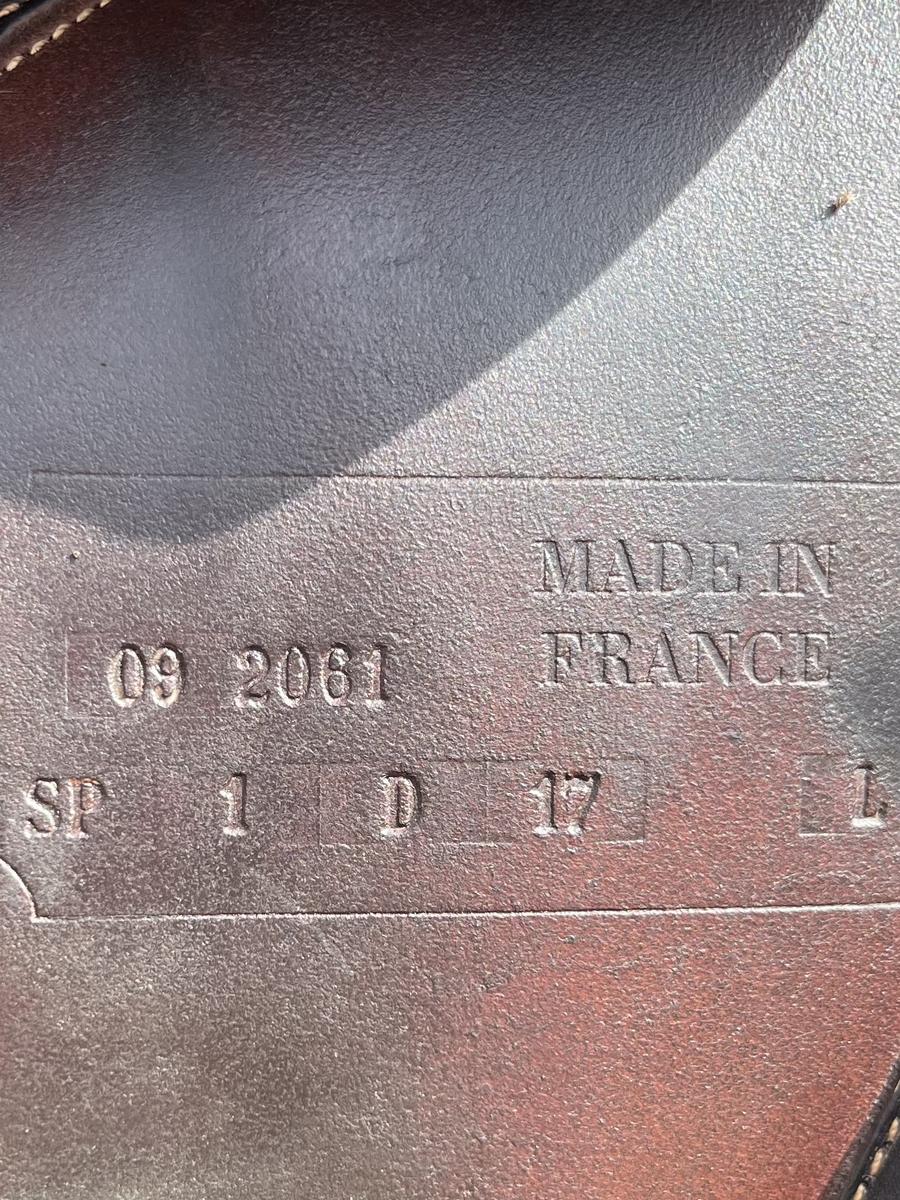 MADE IN
FRANCE
09 2061
SP 1 D 17 L